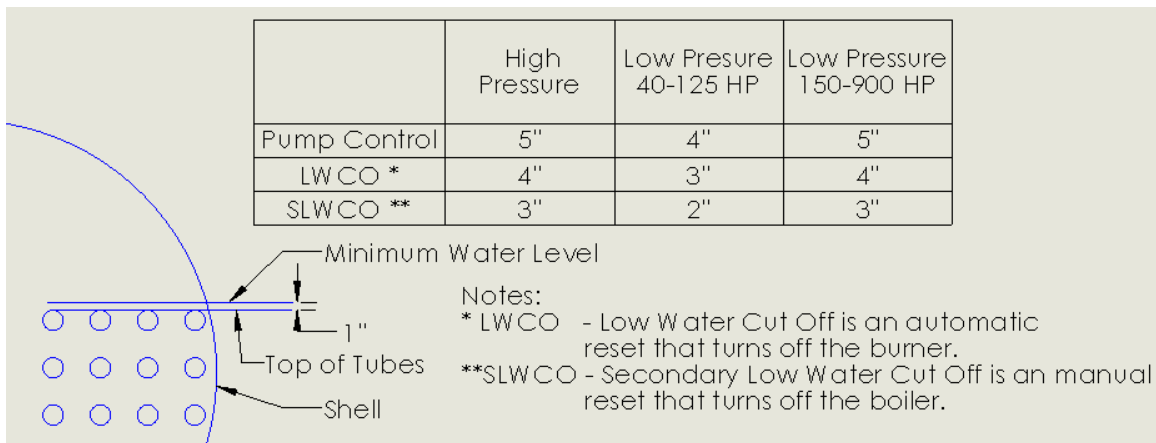 High Pressure
Low Presure 40-125 HP
Low Pressure 150-900 HP
Pump Control 5" 4" 5"
LWCO * 4" 3" 4"
SLWCO ** 3" 2" 3"
Minimum Water Level
1"
Top of Tubes
Shell
Notes:
* LWCO - Low Water Cut Off is an automatic
reset that turns off the burner.
**SLWCO - Secondary Low Water Cut Off is an manual
reset that turns off the boiler.